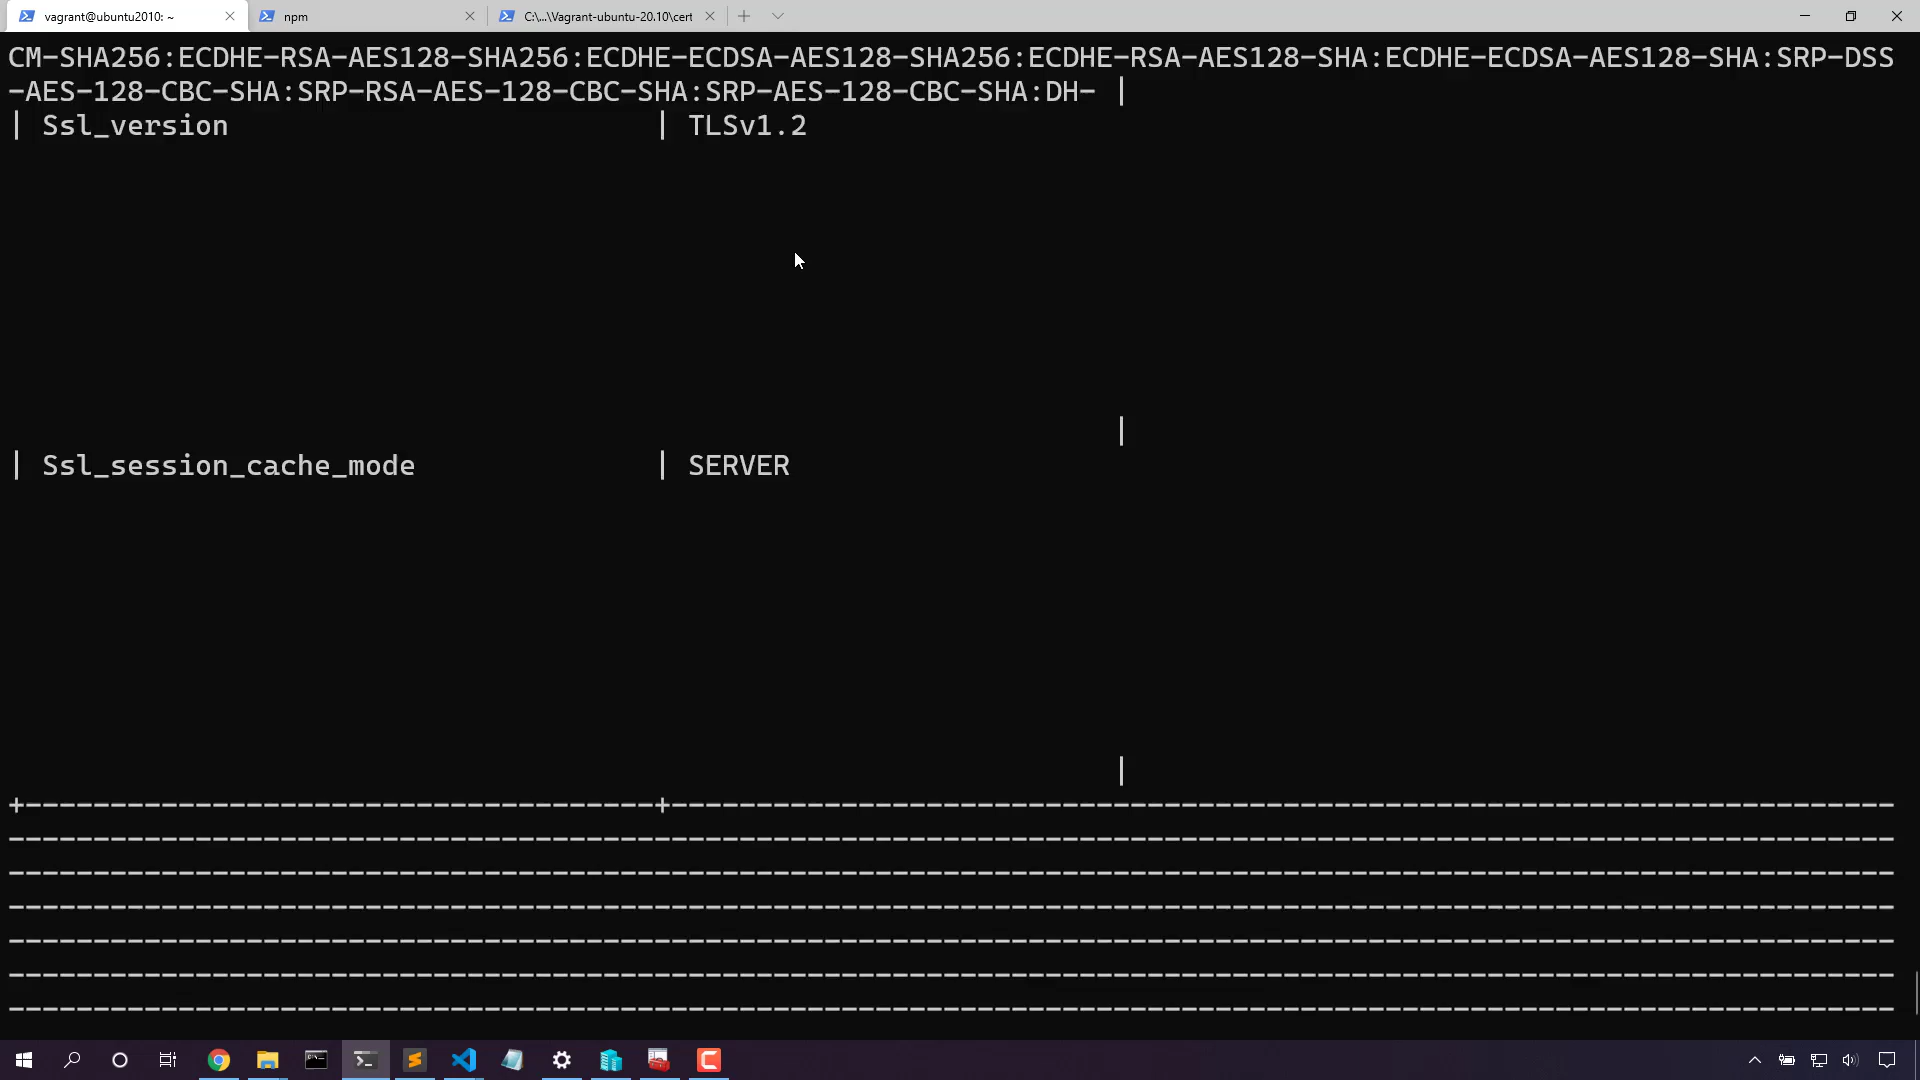 vagrant@ubuntu2010: ~
npm
C:\...\Vagrant-ubuntu-20.10\cert
CM-SHA256:ECDHE-RSA-AES128-SHA256:ECDHE-ECDSA-AES128-SHA256:ECDHE-RSA-AES128-SHA:ECDHE-ECDSA-AES128-SHA:SRP-DSS
-AES-128-CBC-SHA:SRP-RSA-AES-128-CBC-SHA:SRP-AES-128-CBC-SHA:DH- |
| Ssl_version | TLSv1.2
|
| Ssl_session_cache_mode | SERVER
|
+--------------------------------------+------------------------------------------------------------------------
---------------------------------------------------------------------------------------------------------------
---------------------------------------------------------------------------------------------------------------
---------------------------------------------------------------------------------------------------------------
---------------------------------------------------------------------------------------------------------------
---------------------------------------------------------------------------------------------------------------
---------------------------------------------------------------------------------------------------------------